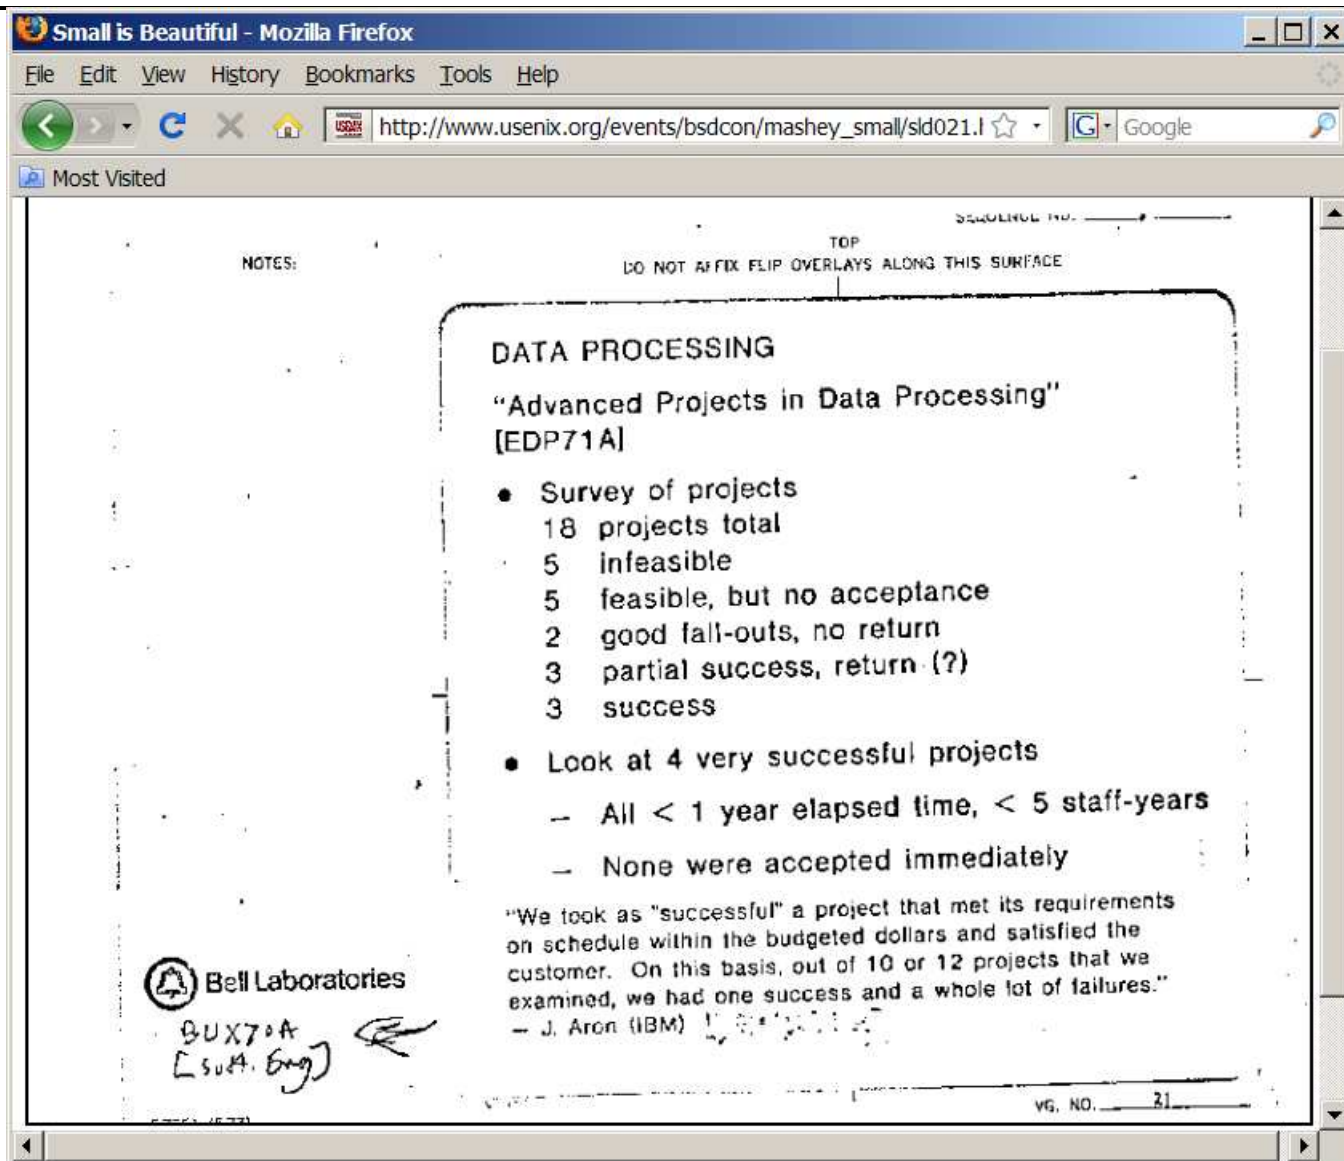 Small is Beautiful - Mozilla Firefox
File Edit View History Bookmarks Tools Help
http://www.usenix.org/events/bsdcon/mashey_small/sld021.l
Google
Most Visited
SEQUENCE NO.
NOTES:
TOP
DO NOT AFFIX FLIP OVERLAYS ALONG THIS SURFACE
DATA PROCESSING
"Advanced Projects in Data Processing"
[EDP71A]
• Survey of projects
18 projects total
5 infeasible
5 feasible, but no acceptance
2 good fall-outs, no return
3 partial success, return (?)
3 success
• Look at 4 very successful projects
– All < 1 year elapsed time, < 5 staff-years
– None were accepted immediately
"We took as "successful" a project that met its requirements
on schedule within the budgeted dollars and satisfied the
customer. On this basis, out of 10 or 12 projects that we
examined, we had one success and a whole lot of failures."
– J. Aron (IBM)
Bell Laboratories
BUX70A
[Soft. Eng]
VG. NO. 21